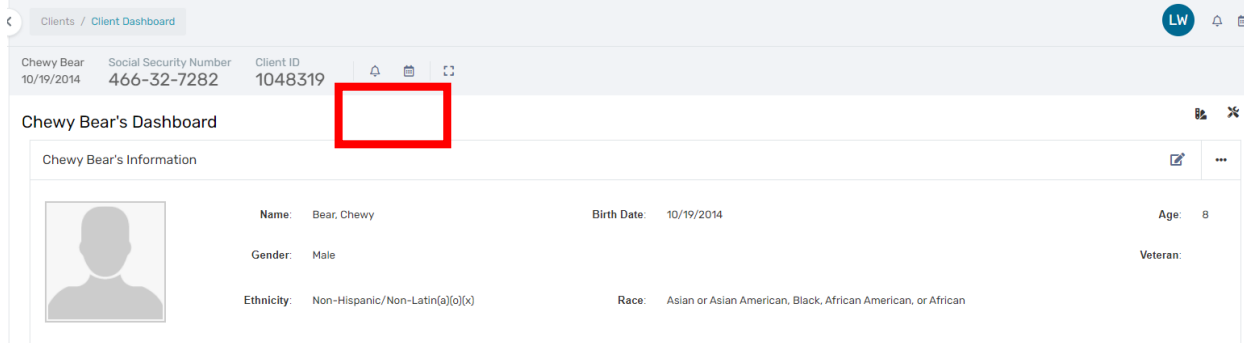 Clients / Client Dashboard
LW
Chewy Bear Social Security Number Client ID
10/19/2014 466-32-7282 1048319
Chewy Bear's Dashboard
Chewy Bear's Information
Name: Bear, Chewy Birth Date: 10/19/2014 Age: 8
Gender: Male Veteran:
Ethnicity: Non-Hispanic/Non-Latin(a)(o)(x) Race: Asian or Asian American, Black, African American, or African